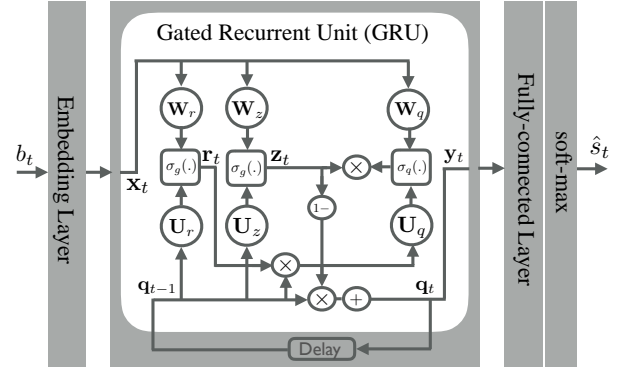 Gated Recurrent Unit (GRU)
b_t
Embedding Layer
x_t
W_r
W_z
W_q
σ_g(.)
r_t
σ_g(.)
z_t
×
σ_q(.)
y_t
1-
U_r
U_z
U_q
×
q_{t−1}
×
+
q_t
Delay
Fully-connected Layer
soft-max
ŝ_t